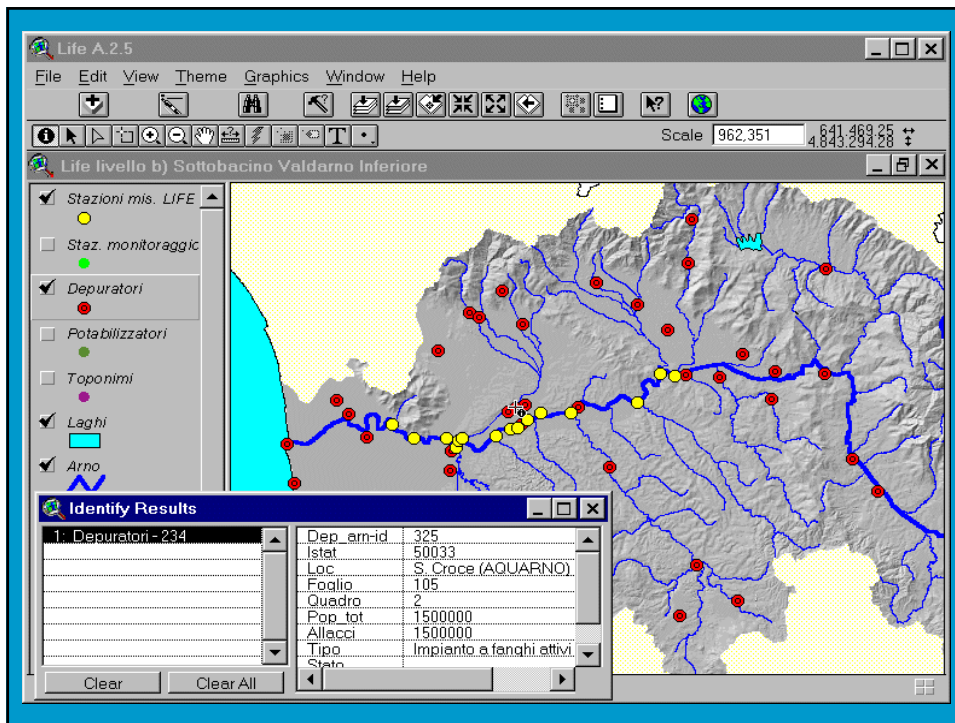 Life A.2.5
File Edit View Theme Graphics Window Help
T
Scale 962,351 641,469.25
4,843,294.28
Life livello b) Sottobacino Valdarno Inferiore
Stazioni mis. LIFE
Staz. monitoraggic
Depuratori
Potabilizzatori
Toponimi
Laghi
Arno
Identify Results
1: Depuratori - 234
Dep_arn-id 325
Istat 50033
Loc S. Croce (AQUARNO)
Foglio 105
Quadro 2
Pop_tot 1500000
Allacci 1500000
Tipo Impianto a fanghi attivi
Stato
Clear Clear All